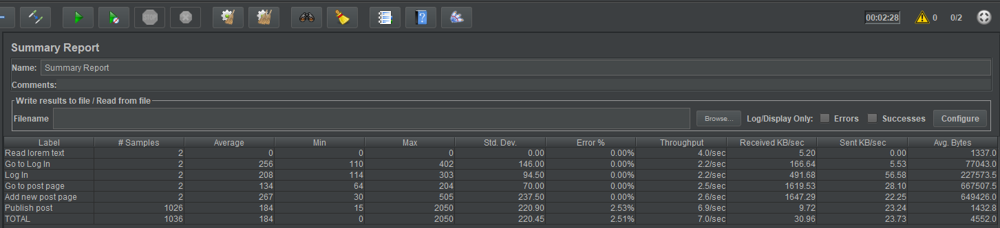 STOP 00:02:28 0 0/2
Summary Report
Name: Summary Report
Comments:
Write results to file / Read from file
Filename Browse... Log/Display Only: Errors Successes Configure
Label # Samples Average Min Max Std. Dev. Error % Throughput Received KB/sec Sent KB/sec Avg. Bytes
Read lorem text 2 0 0 0 0.00 0.00% 4.0/sec 5.20 0.00 1337.0
Go to Log In 2 256 110 402 146.00 0.00% 2.2/sec 166.64 5.53 77043.0
Log In 2 208 114 303 94.50 0.00% 2.2/sec 491.68 56.58 227573.5
Go to post page 2 134 64 204 70.00 0.00% 2.5/sec 1619.53 28.10 667507.5
Add new post page 2 267 30 505 237.50 0.00% 2.6/sec 1647.29 22.25 649426.0
Publish post 1026 184 15 2050 220.90 2.53% 6.9/sec 9.72 23.24 1432.8
TOTAL 1036 184 0 2050 220.45 2.51% 7.0/sec 30.96 23.73 4552.0